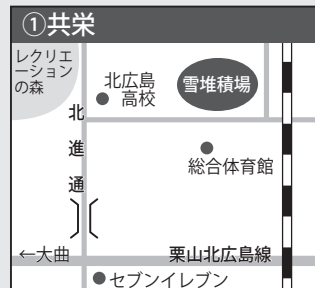 ①共栄
レクリエ
ーション
の森
北広島
高校
雪堆積場
北進通
総合体育館
←大曲
栗山北広島線
セブンイレブン